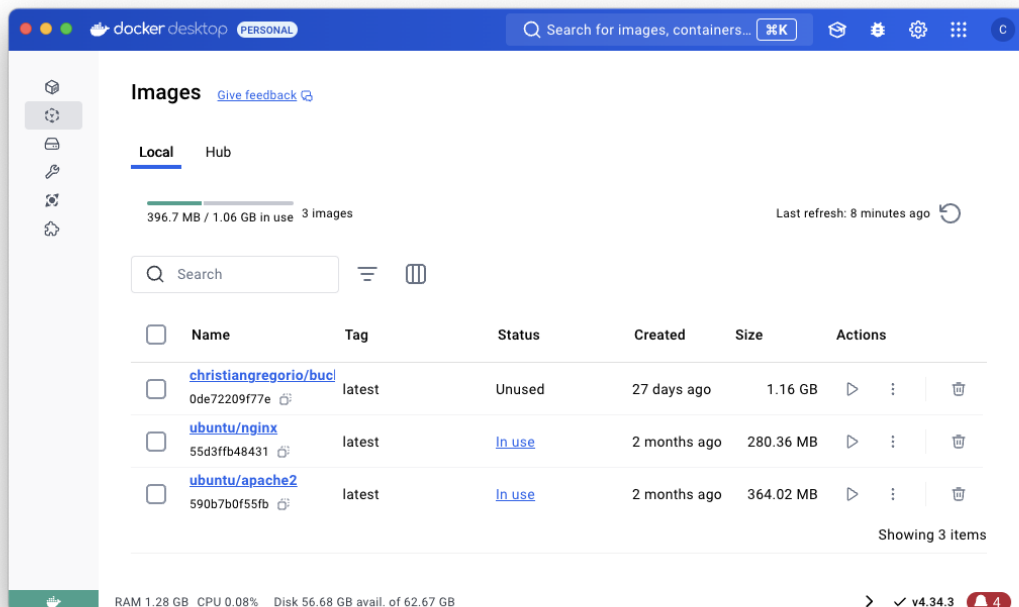 docker desktop PERSONAL Search for images, containers... ⌘K C
Images Give feedback
Local Hub
396.7 MB / 1.06 GB in use 3 images Last refresh: 8 minutes ago
Search
Name Tag Status Created Size Actions
christiangregorio/buc latest Unused 27 days ago 1.16 GB
0de72209f77e
ubuntu/nginx latest In use 2 months ago 280.36 MB
55d3ffb48431
ubuntu/apache2 latest In use 2 months ago 364.02 MB
590b7b0f55fb
Showing 3 items
RAM 1.28 GB CPU 0.08% Disk 56.68 GB avail. of 62.67 GB v4.34.3 4